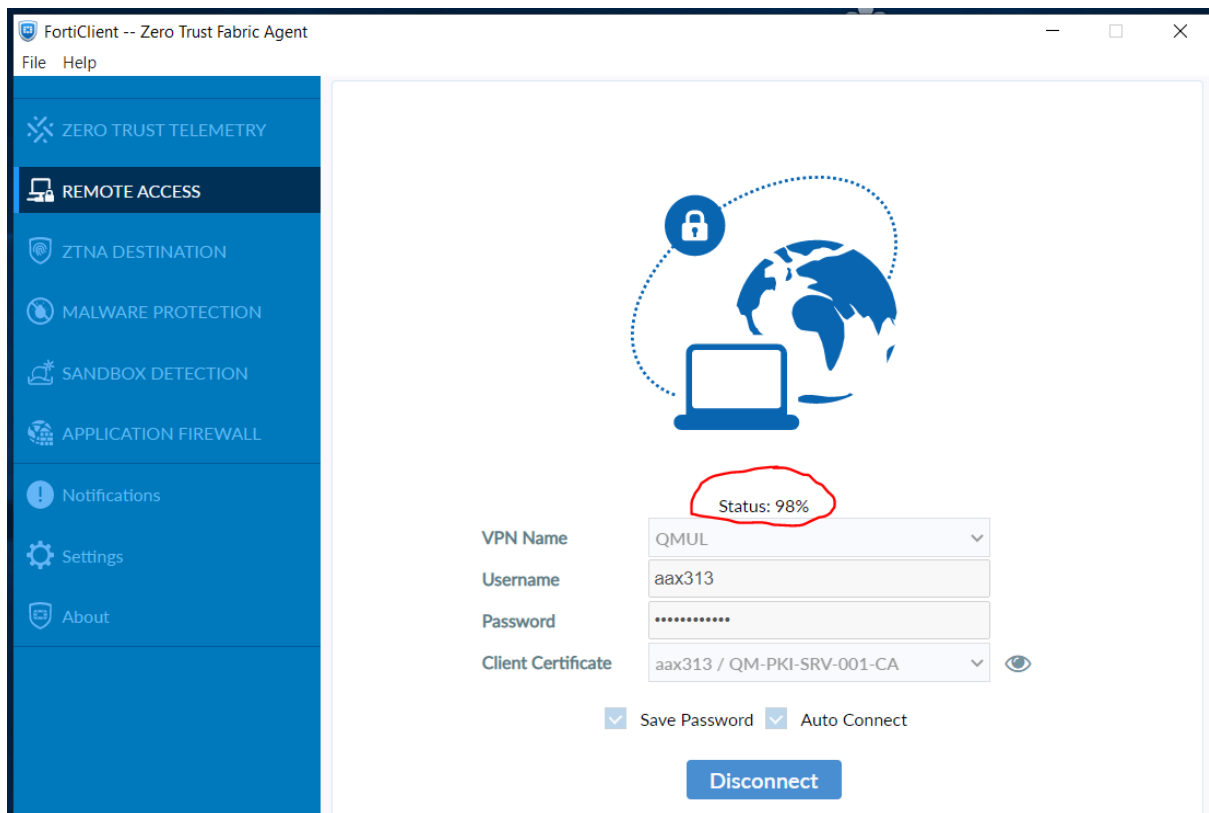 FortiClient -- Zero Trust Fabric Agent
File Help
ZERO TRUST TELEMETRY
REMOTE ACCESS
ZTNA DESTINATION
MALWARE PROTECTION
SANDBOX DETECTION
APPLICATION FIREWALL
Notifications
Settings
About
Status: 98%
VPN Name QMUL
Username aax313
Password ••••••••••••
Client Certificate aax313 / QM-PKI-SRV-001-CA
Save Password Auto Connect
Disconnect